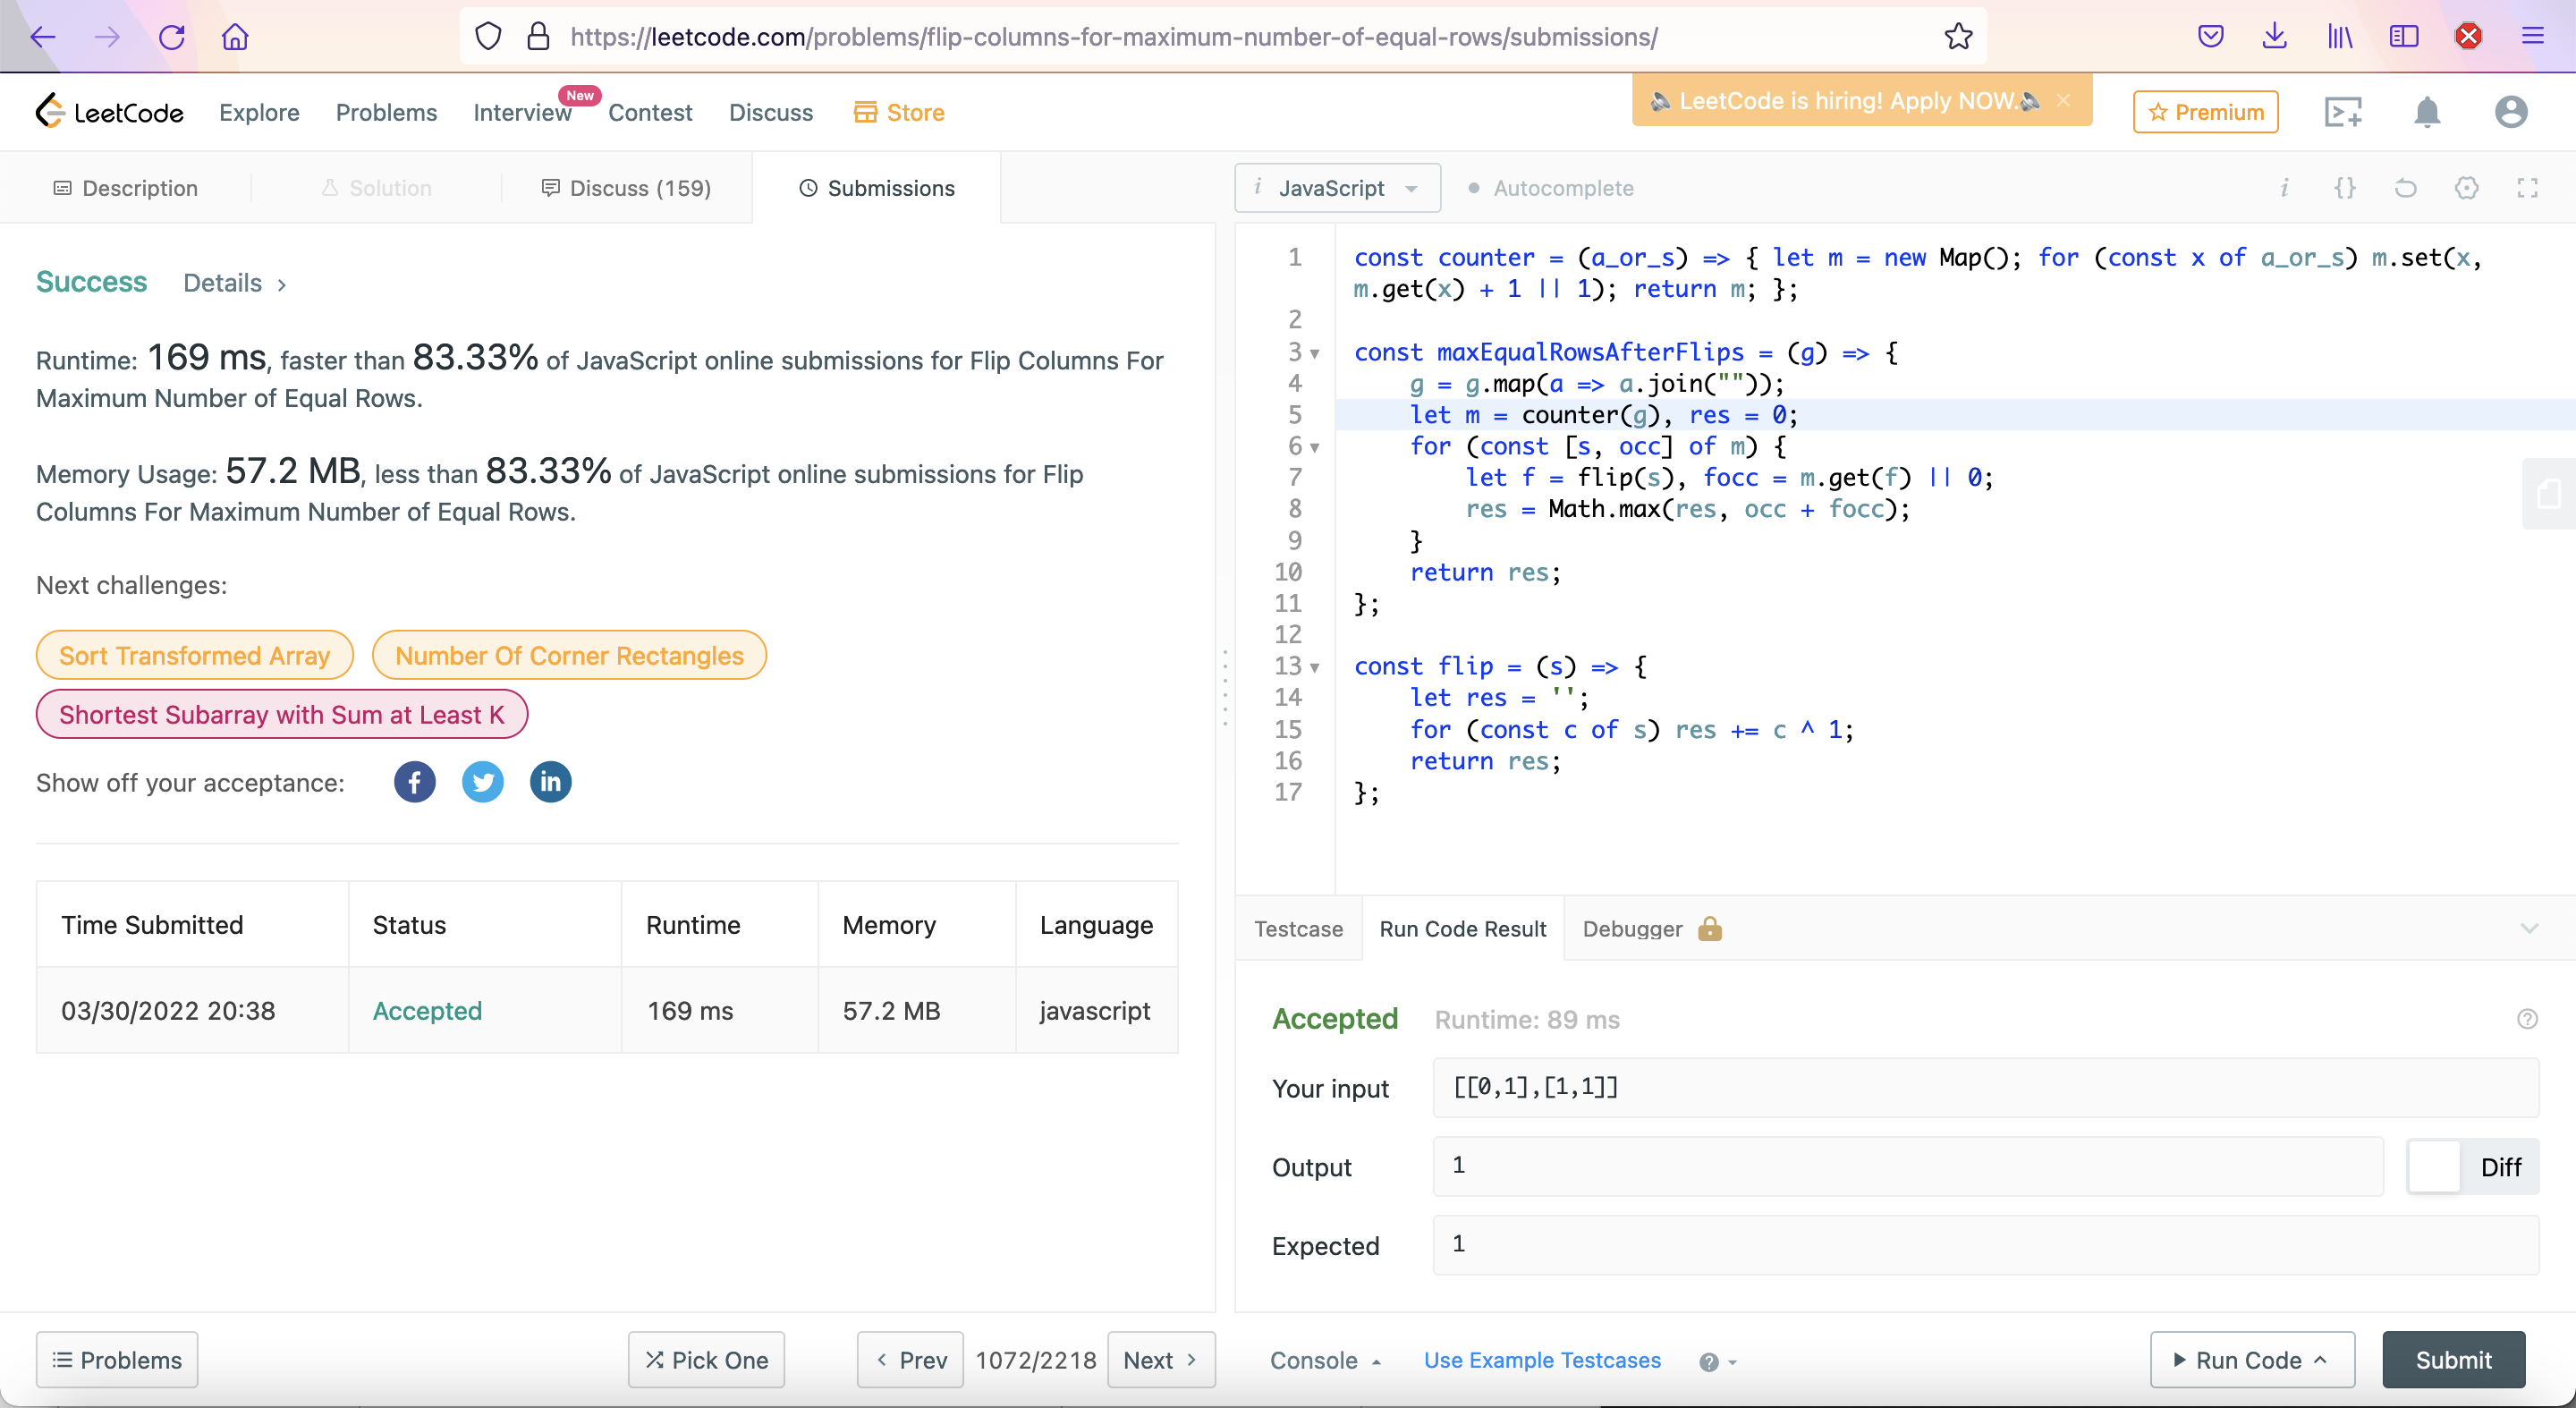 https://leetcode.com/problems/flip-columns-for-maximum-number-of-equal-rows/submissions/
LeetCode Explore Problems Interview New Contest Discuss Store
🔈 LeetCode is hiring! Apply NOW.🔈 ×
Premium
Description Solution Discuss (159) Submissions
i JavaScript Autocomplete
i {}
Success Details >
Runtime: 169 ms, faster than 83.33% of JavaScript online submissions for Flip Columns For
Maximum Number of Equal Rows.
Memory Usage: 57.2 MB, less than 83.33% of JavaScript online submissions for Flip
Columns For Maximum Number of Equal Rows.
Next challenges:
Sort Transformed Array Number Of Corner Rectangles
Shortest Subarray with Sum at Least K
Show off your acceptance: f in
Time Submitted Status Runtime Memory Language
03/30/2022 20:38 Accepted 169 ms 57.2 MB javascript
1 const counter = (a_or_s) => { let m = new Map(); for (const x of a_or_s) m.set(x,
m.get(x) + 1 || 1); return m; };
2
3 const maxEqualRowsAfterFlips = (g) => {
4 g = g.map(a => a.join(""));
5 let m = counter(g), res = 0;
6 for (const [s, occ] of m) {
7 let f = flip(s), focc = m.get(f) || 0;
8 res = Math.max(res, occ + focc);
9 }
10 return res;
11 };
12
13 const flip = (s) => {
14 let res = '';
15 for (const c of s) res += c ^ 1;
16 return res;
17 };
Testcase Run Code Result Debugger
Accepted Runtime: 89 ms ?
Your input [[0,1],[1,1]]
Output 1 Diff
Expected 1
Problems Pick One < Prev 1072/2218 Next >
Console Use Example Testcases ? Run Code Submit